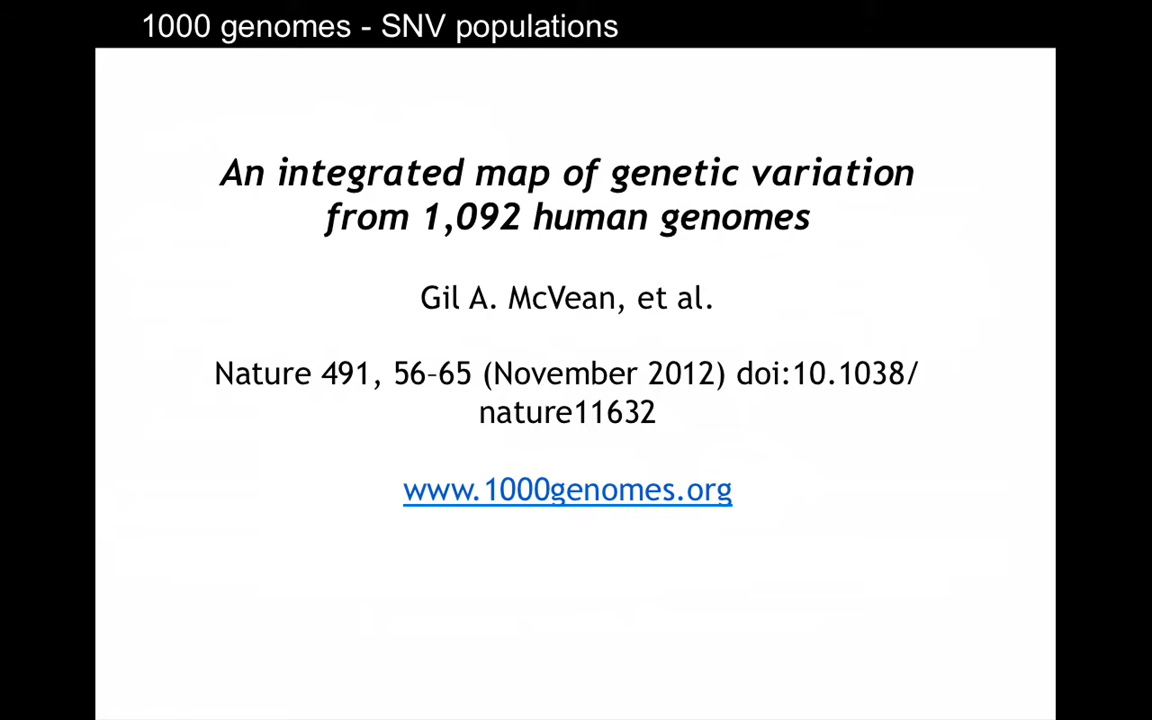 1000 genomes - SNV populations
An integrated map of genetic variation
from 1,092 human genomes
Gil A. McVean, et al.
Nature 491, 56–65 (November 2012) doi:10.1038/
nature11632
www.1000genomes.org